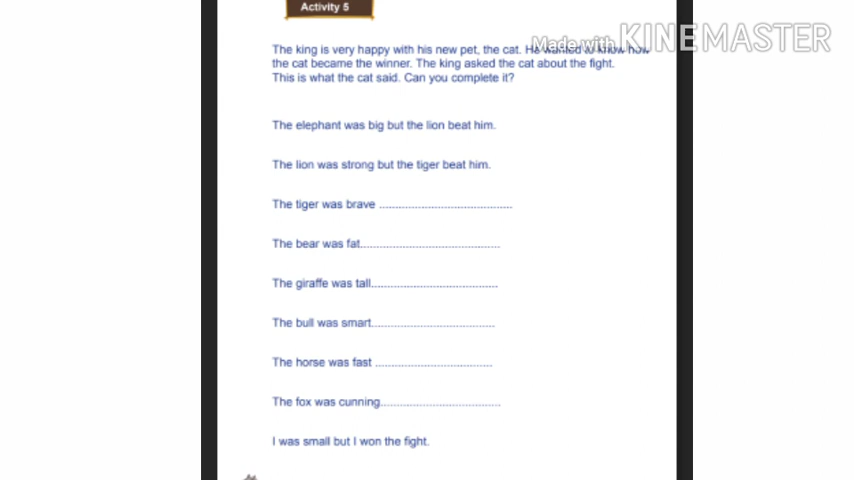 Activity 5
Made with KINEMASTER
The king is very happy with his new pet, the cat. He wanted to know how
the cat became the winner. The king asked the cat about the fight.
This is what the cat said. Can you complete it?
The elephant was big but the lion beat him.
The lion was strong but the tiger beat him.
The tiger was brave ..........................................
The bear was fat.............................................
The giraffe was tall.........................................
The bull was smart........................................
The horse was fast ......................................
The fox was cunning.......................................
I was small but I won the fight.